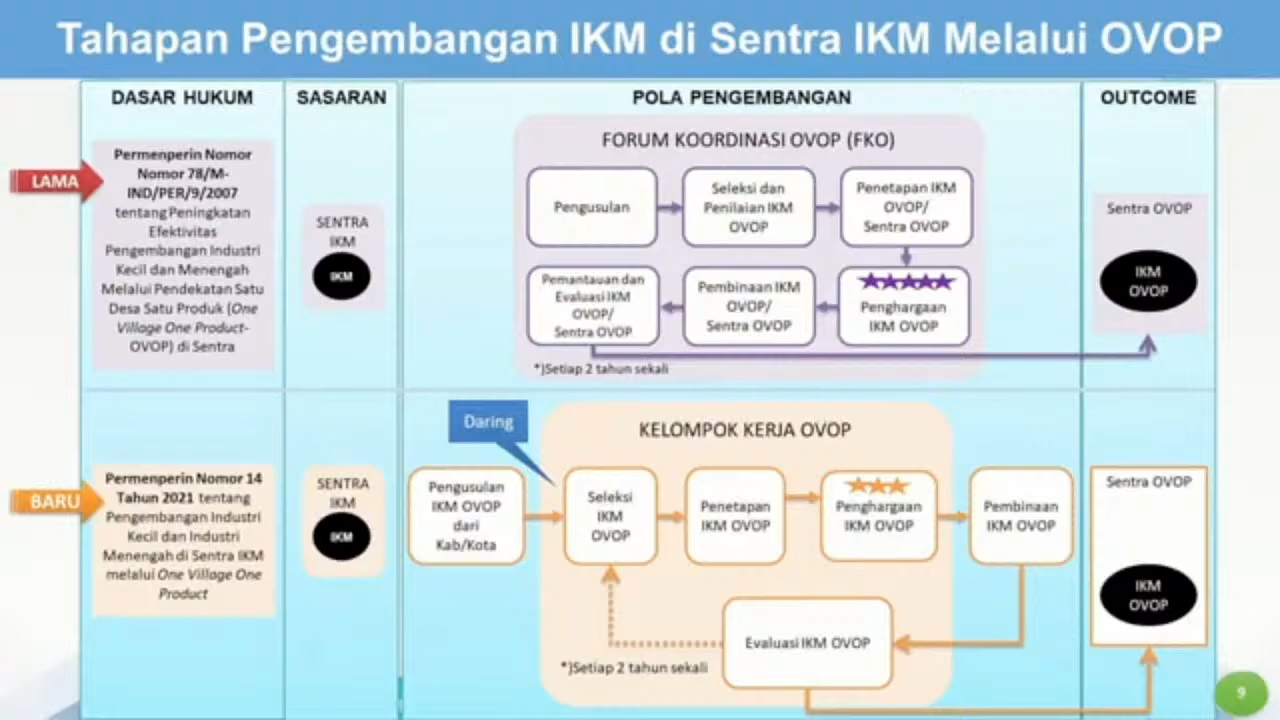 Tahapan Pengembangan IKM di Sentra IKM Melalui OVOP
DASAR HUKUM
SASARAN
POLA PENGEMBANGAN
OUTCOME
LAMA
Permenperin Nomor
Nomor 78/M-
IND/PER/9/2007
tentang Peningkatan
Efektivitas
Pengembangan Industri
Kecil dan Menengah
Melalui Pendekatan Satu
Desa Satu Produk (One
Village One Product-
OVOP) di Sentra
SENTRA
IKM
IKM
FORUM KOORDINASI OVOP (FKO)
Pengusulan
Seleksi dan
Penilaian IKM
OVOP
Penetapan IKM
OVOP/
Sentra OVOP
Penghargaan
IKM OVOP
Pembinaan IKM
OVOP/
Sentra OVOP
Pemantauan dan
Evaluasi IKM
OVOP/
Sentra OVOP
*)Setiap 2 tahun sekali
Sentra OVOP
IKM
OVOP
BARU
Permenperin Nomor 14
Tahun 2021 tentang
Pengembangan Industri
Kecil dan Industri
Menengah di Sentra IKM
melalui One Village One
Product
SENTRA
IKM
IKM
Daring
KELOMPOK KERJA OVOP
Pengusulan
IKM OVOP
dari
Kab/Kota
Seleksi
IKM
OVOP
Penetapan
IKM OVOP
Penghargaan
IKM OVOP
Pembinaan
IKM OVOP
Evaluasi IKM OVOP
*)Setiap 2 tahun sekali
Sentra OVOP
IKM
OVOP
9